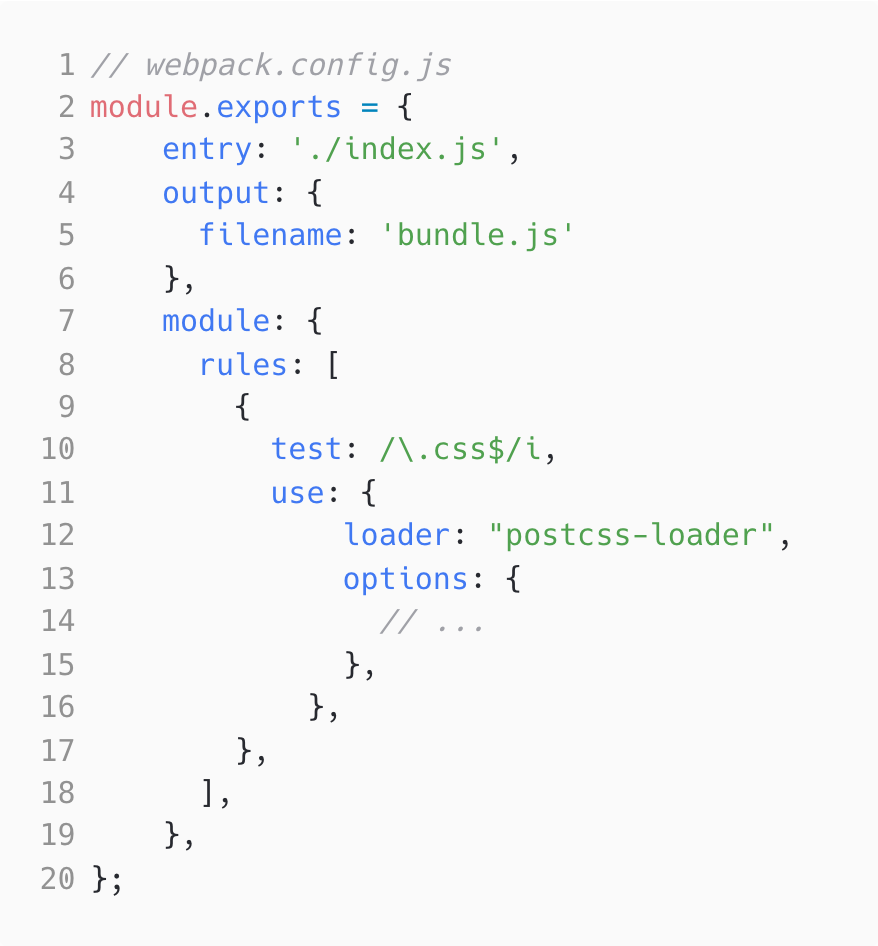 1 // webpack.config.js
2 module.exports = {
3     entry: './index.js',
4     output: {
5       filename: 'bundle.js'
6     },
7     module: {
8       rules: [
9         {
10           test: /\.css$/i,
11           use: {
12               loader: "postcss-loader",
13               options: {
14                 // ...
15               },
16             },
17         },
18       ],
19     },
20 };